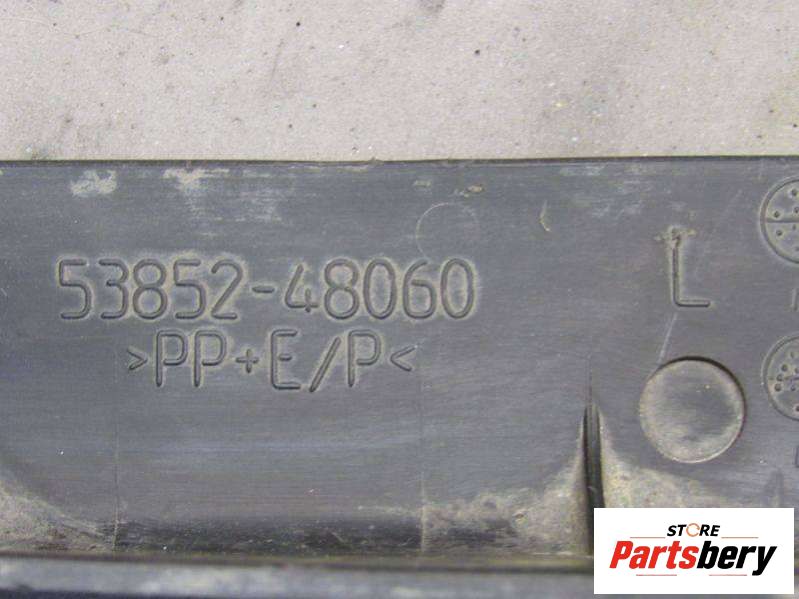 53852-48060
>PP+E/P<
L
STORE
Partsbery